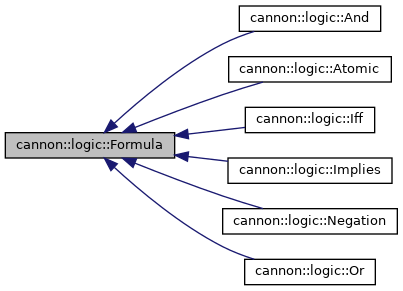 cannon::logic::And
cannon::logic::Atomic
cannon::logic::Iff
cannon::logic::Formula
cannon::logic::Implies
cannon::logic::Negation
cannon::logic::Or